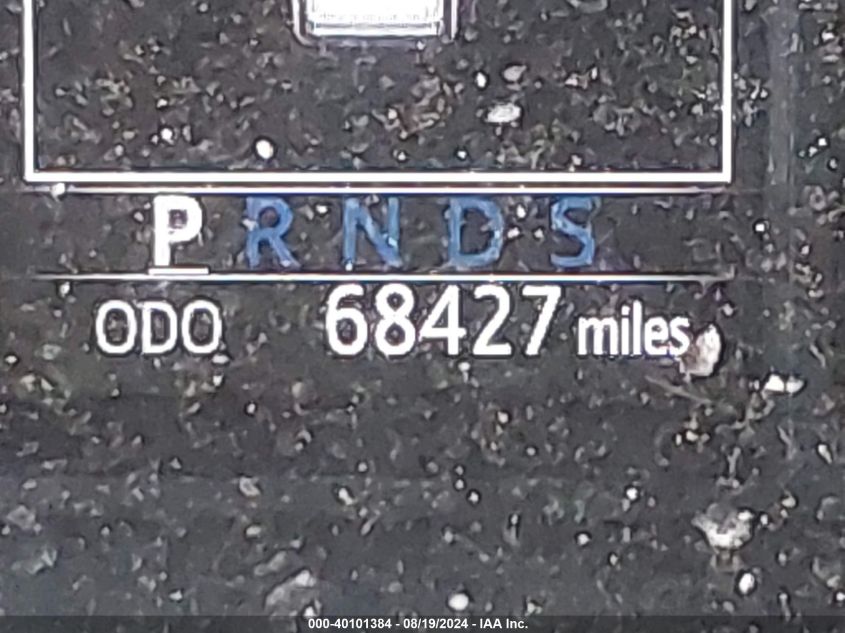 P R N D S
ODO 68427 miles
000-40101384 - 08/19/2024 - IAA Inc.